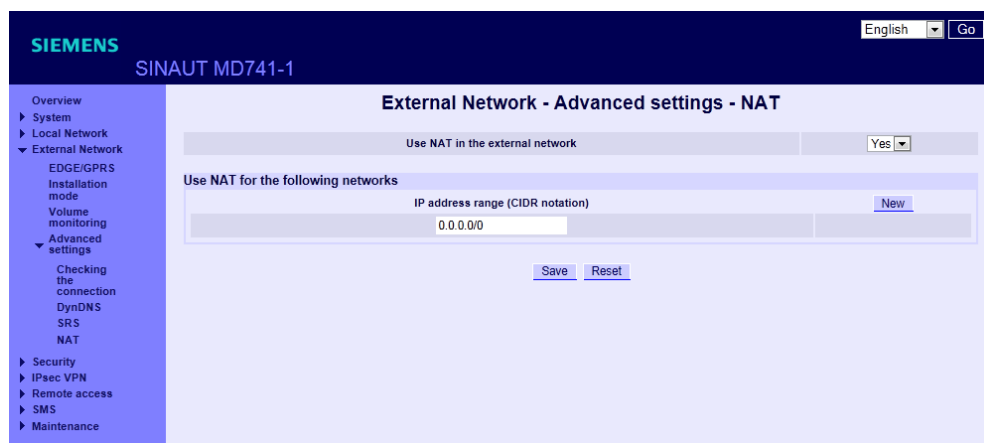 English Go
SIEMENS
SINAUT MD741-1
Overview
System
Local Network
External Network
EDGE/GPRS
Installation
mode
Volume
monitoring
Advanced
settings
Checking
the
connection
DynDNS
SRS
NAT
Security
IPsec VPN
Remote access
SMS
Maintenance
External Network - Advanced settings - NAT
Use NAT in the external network Yes
Use NAT for the following networks
IP address range (CIDR notation) New
0.0.0.0/0
Save Reset